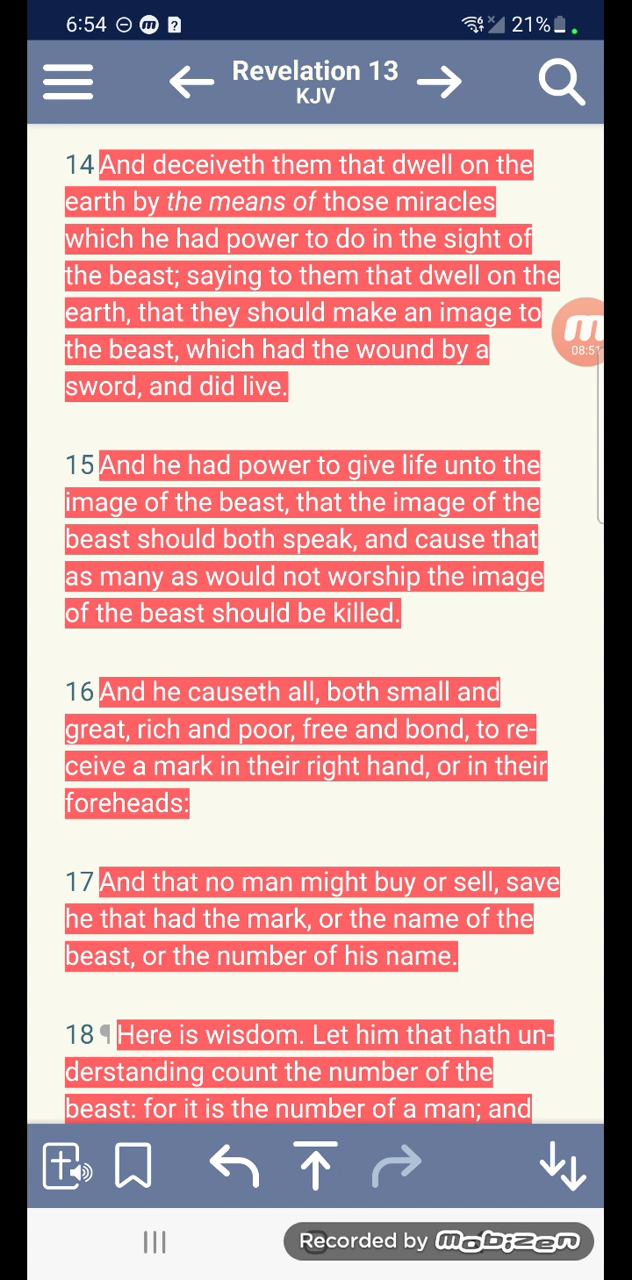 6:54 21%
Revelation 13
KJV
14 And deceiveth them that dwell on the
earth by the means of those miracles
which he had power to do in the sight of
the beast; saying to them that dwell on the
earth, that they should make an image to
the beast, which had the wound by a
sword, and did live.
08:51
15 And he had power to give life unto the
image of the beast, that the image of the
beast should both speak, and cause that
as many as would not worship the image
of the beast should be killed.
16 And he causeth all, both small and
great, rich and poor, free and bond, to re-
ceive a mark in their right hand, or in their
foreheads:
17 And that no man might buy or sell, save
he that had the mark, or the name of the
beast, or the number of his name.
18 ¶ Here is wisdom. Let him that hath un-
derstanding count the number of the
beast: for it is the number of a man; and
Recorded by mobizen